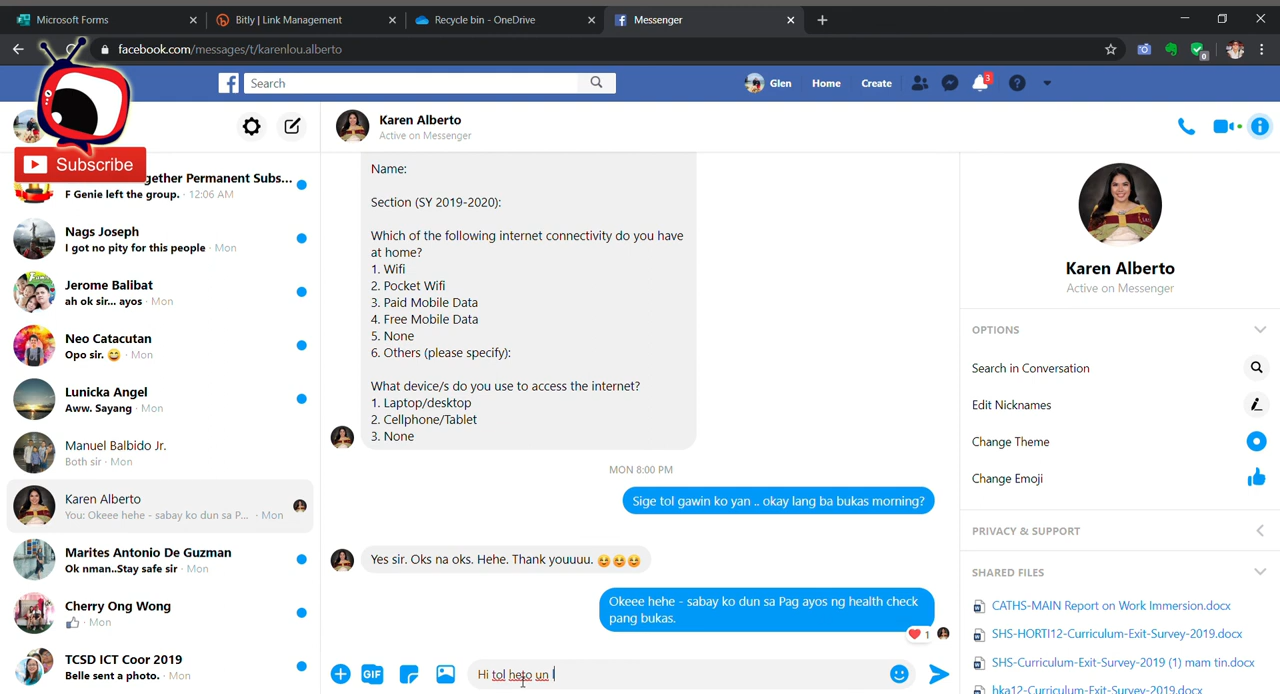 Microsoft Forms
Bitly | Link Management
Recycle bin - OneDrive
Messenger
facebook.com/messages/t/karenlou.alberto
Search
Glen
Home
Create
3
Subscribe
Karen Alberto
Active on Messenger
gether Permanent Subs...
F Genie left the group. · 12:06 AM
Nags Joseph
I got no pity for this people · Mon
Jerome Balibat
ah ok sir... ayos · Mon
Neo Catacutan
Opo sir. 😄 · Mon
Lunicka Angel
Aww. Sayang · Mon
Manuel Balbido Jr.
Both sir · Mon
Karen Alberto
You: Okeee hehe - sabay ko dun sa P... · Mon
Marites Antonio De Guzman
Ok nman..Stay safe sir · Mon
Cherry Ong Wong
· Mon
TCSD ICT Coor 2019
Belle sent a photo. · Mon
Name:
Section (SY 2019-2020):
Which of the following internet connectivity do you have
at home?
1. Wifi
2. Pocket Wifi
3. Paid Mobile Data
4. Free Mobile Data
5. None
6. Others (please specify):
What device/s do you use to access the internet?
1. Laptop/desktop
2. Cellphone/Tablet
3. None
MON 8:00 PM
Sige tol gawin ko yan .. okay lang ba bukas morning?
Yes sir. Oks na oks. Hehe. Thank youuuu. 😊😊😊
Okeee hehe - sabay ko dun sa Pag ayos ng health check
pang bukas.
1
GIF
Hi tol heto un l
Karen Alberto
Active on Messenger
OPTIONS
Search in Conversation
Edit Nicknames
Change Theme
Change Emoji
PRIVACY & SUPPORT
SHARED FILES
CATHS-MAIN Report on Work Immersion.docx
SHS-HORTI12-Curriculum-Exit-Survey-2019.docx
SHS-Curriculum-Exit-Survey-2019 (1) mam tin.docx
hka12-Curriculum-Exit-Survey-2019.docx